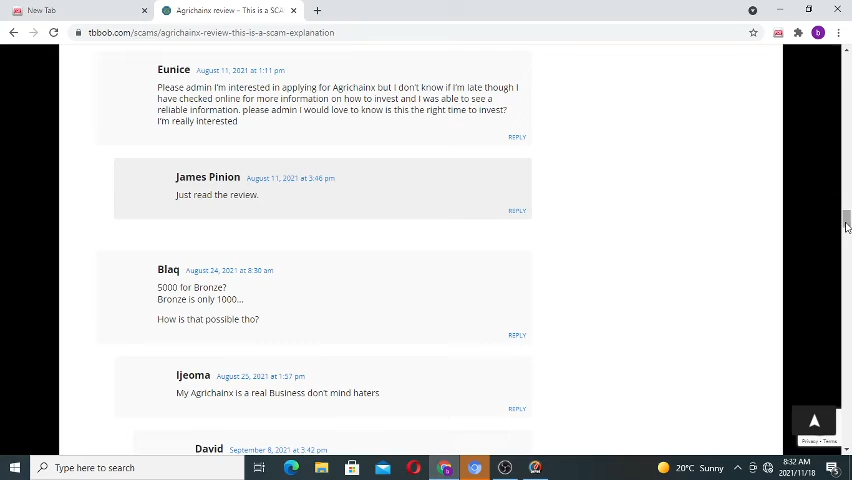 New Tab
Agrichainx review – This is a SCA
tbbob.com/scams/agrichainx-review-this-is-a-scam-explanation
b
Eunice August 11, 2021 at 1:11 pm
Please admin I'm interested in applying for Agrichainx but I don't know if I'm late though I
have checked online for more information on how to invest and I was able to see a
reliable information. please admin I would love to know is this the right time to invest?
I'm really interested
REPLY
James Pinion August 11, 2021 at 3:46 pm
Just read the review.
REPLY
Blaq August 24, 2021 at 8:30 am
5000 for Bronze?
Bronze is only 1000...
How is that possible tho?
REPLY
Ijeoma August 25, 2021 at 1:57 pm
My Agrichainx is a real Business don't mind haters
REPLY
David September 8, 2021 at 3:42 pm
Privacy • Terms
Type here to search
20°C Sunny
8:32 AM
2021/11/18